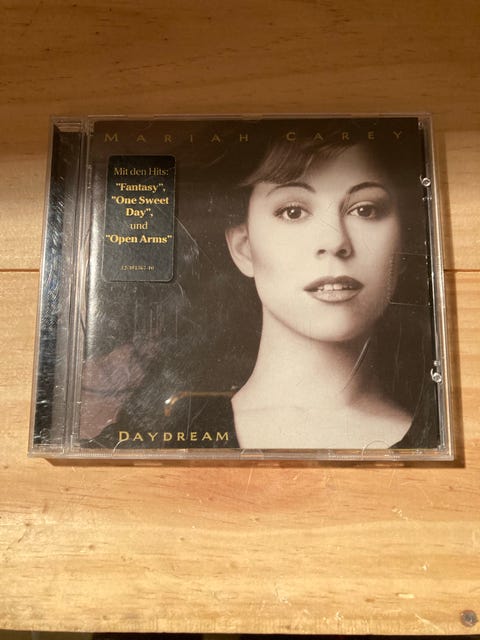 MARIAH CAREY
Mit den Hits:
"Fantasy",
"One Sweet
Day",
und
"Open Arms"
DAYDREAM